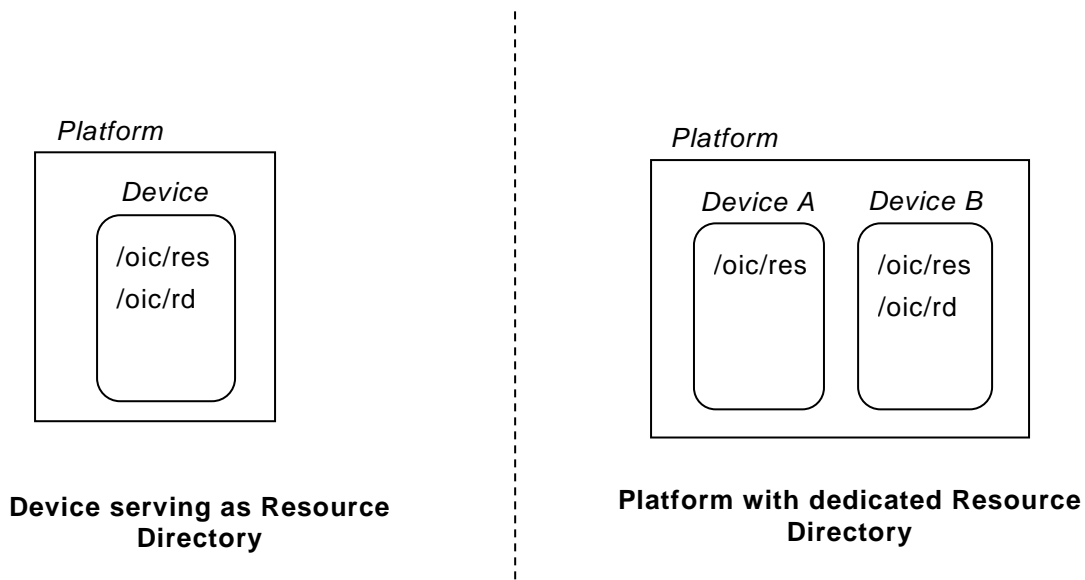 Platform
Device
/oic/res
/oic/rd
Device serving as Resource
Directory
Platform
Device A
/oic/res
Device B
/oic/res
/oic/rd
Platform with dedicated Resource
Directory